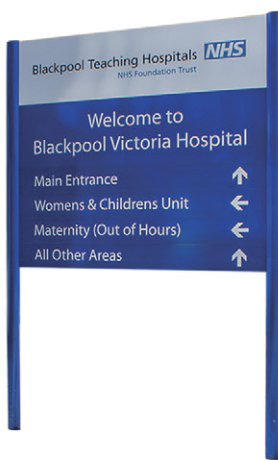 Blackpool Teaching Hospitals NHS
NHS Foundation Trust
Welcome to
Blackpool Victoria Hospital
Main Entrance ↑
Womens & Childrens Unit ←
Maternity (Out of Hours) ←
All Other Areas ↑